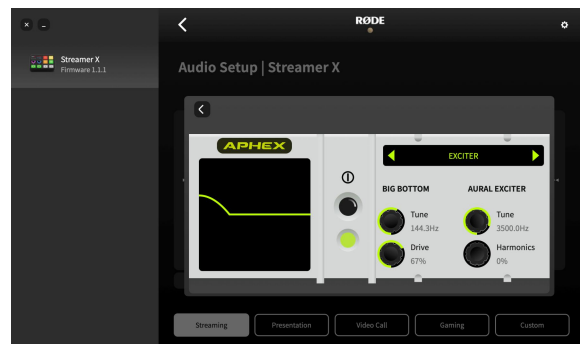 RØDE
Streamer X
Firmware 1.1.1
Audio Setup | Streamer X
APHEX
EXCITER
BIG BOTTOM
AURAL EXCITER
Tune
144.3Hz
Tune
3500.0Hz
Drive
67%
Harmonics
0%
Streaming
Presentation
Video Call
Gaming
Custom